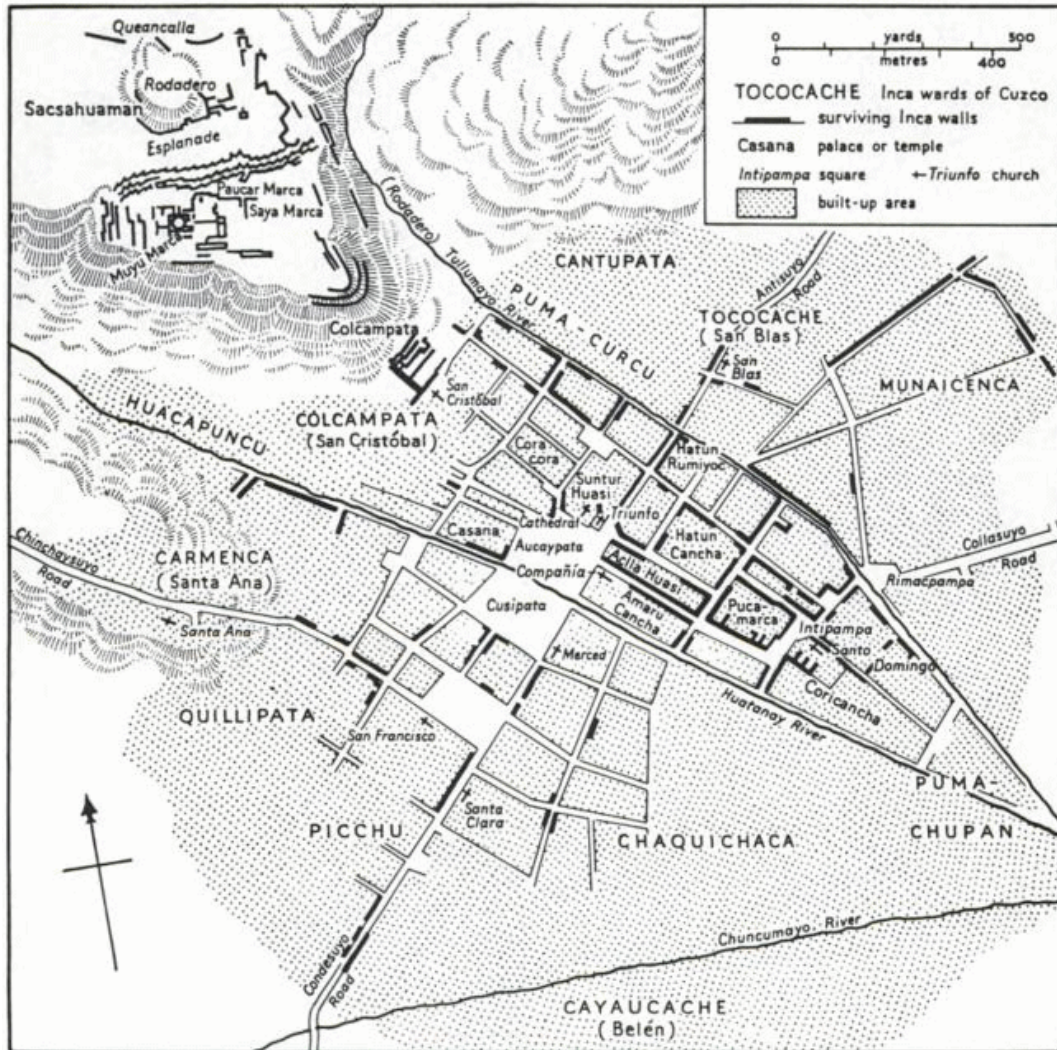 Queancalla
Rodadero
Sacsahuaman
Esplanade
Paucar Marca
Saya Marca
Muyu Marca
yards
0 500
metres
0 400
TOCOCACHE Inca wards of Cuzco
surviving Inca walls
Casana palace or temple
Intipampa square Triunfo church
built-up area
(Rodadero) Tullumayo
River
CANTUPATA
PUMA-CURCU
Antisuyo
Road
TOCOCACHE
(San Blas)
San
Blas
MUNAICENCA
Colcampata
San
Cristóbal
COLCAMPATA
(San Cristóbal)
HUACAPUNCU
Cora
cora
Suntur
Huasi
Hatun
Rumiyoc
Triunfo
Cathedral
Casana
Aucaypata
Hatun
Cancha
Chinchaysuyo
Road
CARMENCA
(Santa Ana)
Santa Ana
Compañía
Aclla Huasi
Amaru
Cancha
Cusipata
Puca-
marca
Collasuyo
Road
Rimacpampa
Intipampa
Santo
Domingo
Coricancha
Merced
Huatanay River
QUILLIPATA
San Francisco
PUMA-
CHUPAN
Santa
Clara
PICCHU
CHAQUICHACA
Condesuyo
Road
Chuncumayo River
CAYAUCACHE
(Belén)